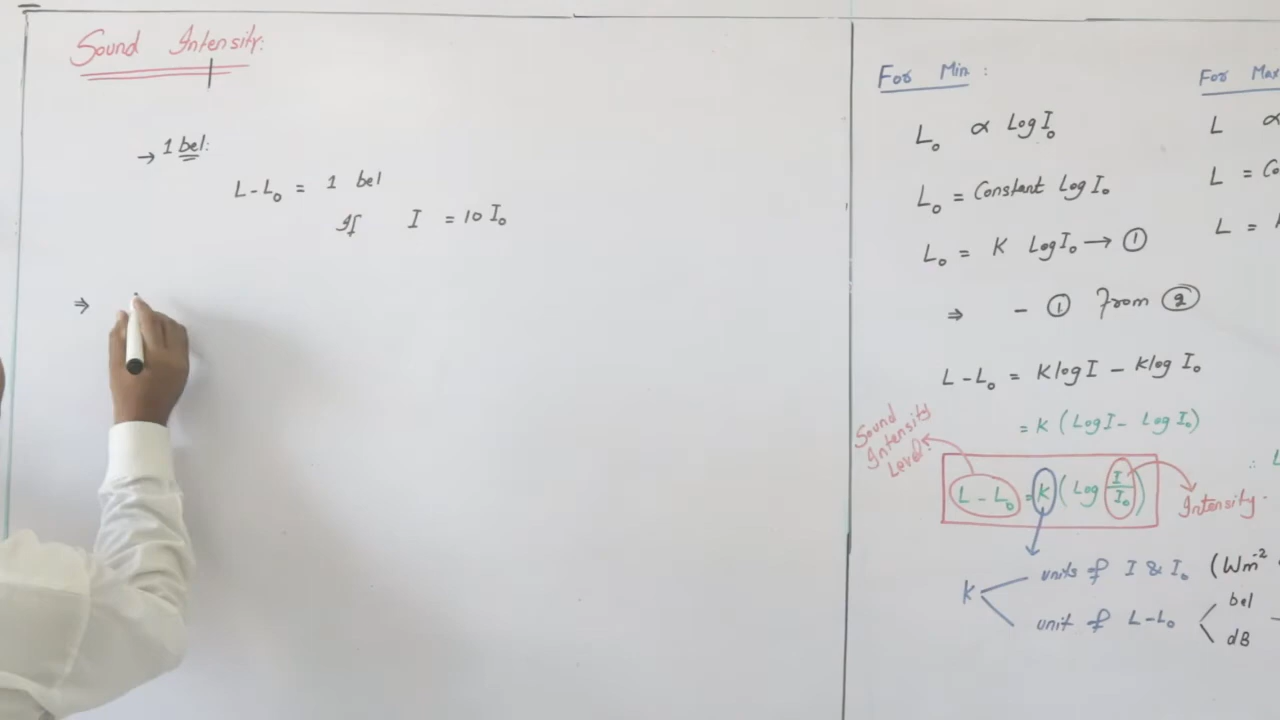 Sound Intensity:
→ 1 bel:
L - L₀ = 1 bel
If I = 10 I₀
⇒
For Min :
L₀ ∝ Log I₀
L₀ = Constant Log I₀
L₀ = K Log I₀ → ①
⇒ - ① From ②
L - L₀ = K log I - K log I₀
= K ( Log I - Log I₀)
Sound Intensity Level:
L - L₀ = K ( Log I/I₀ )
Intensity.
K units of I & I₀ (Wm⁻²
unit of L - L₀ bel
dB
For Max
L ∝
L = Co
L =
∴ L